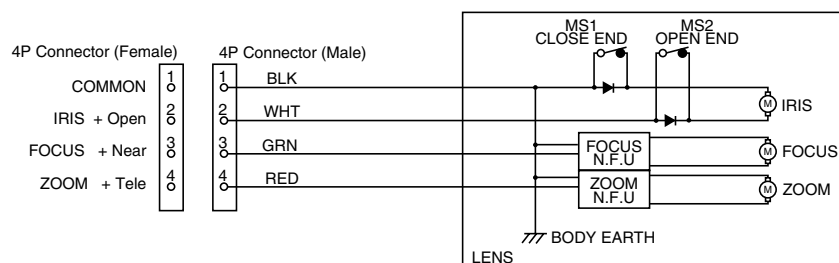 MS1 MS2
CLOSE END OPEN END
4P Connector (Female) 4P Connector (Male)
COMMON 1 1 BLK
IRIS + Open 2 2 WHT
M IRIS
FOCUS + Near 3 3 GRN
FOCUS
N.F.U
M FOCUS
ZOOM + Tele 4 4 RED
ZOOM
N.F.U
M ZOOM
BODY EARTH
LENS